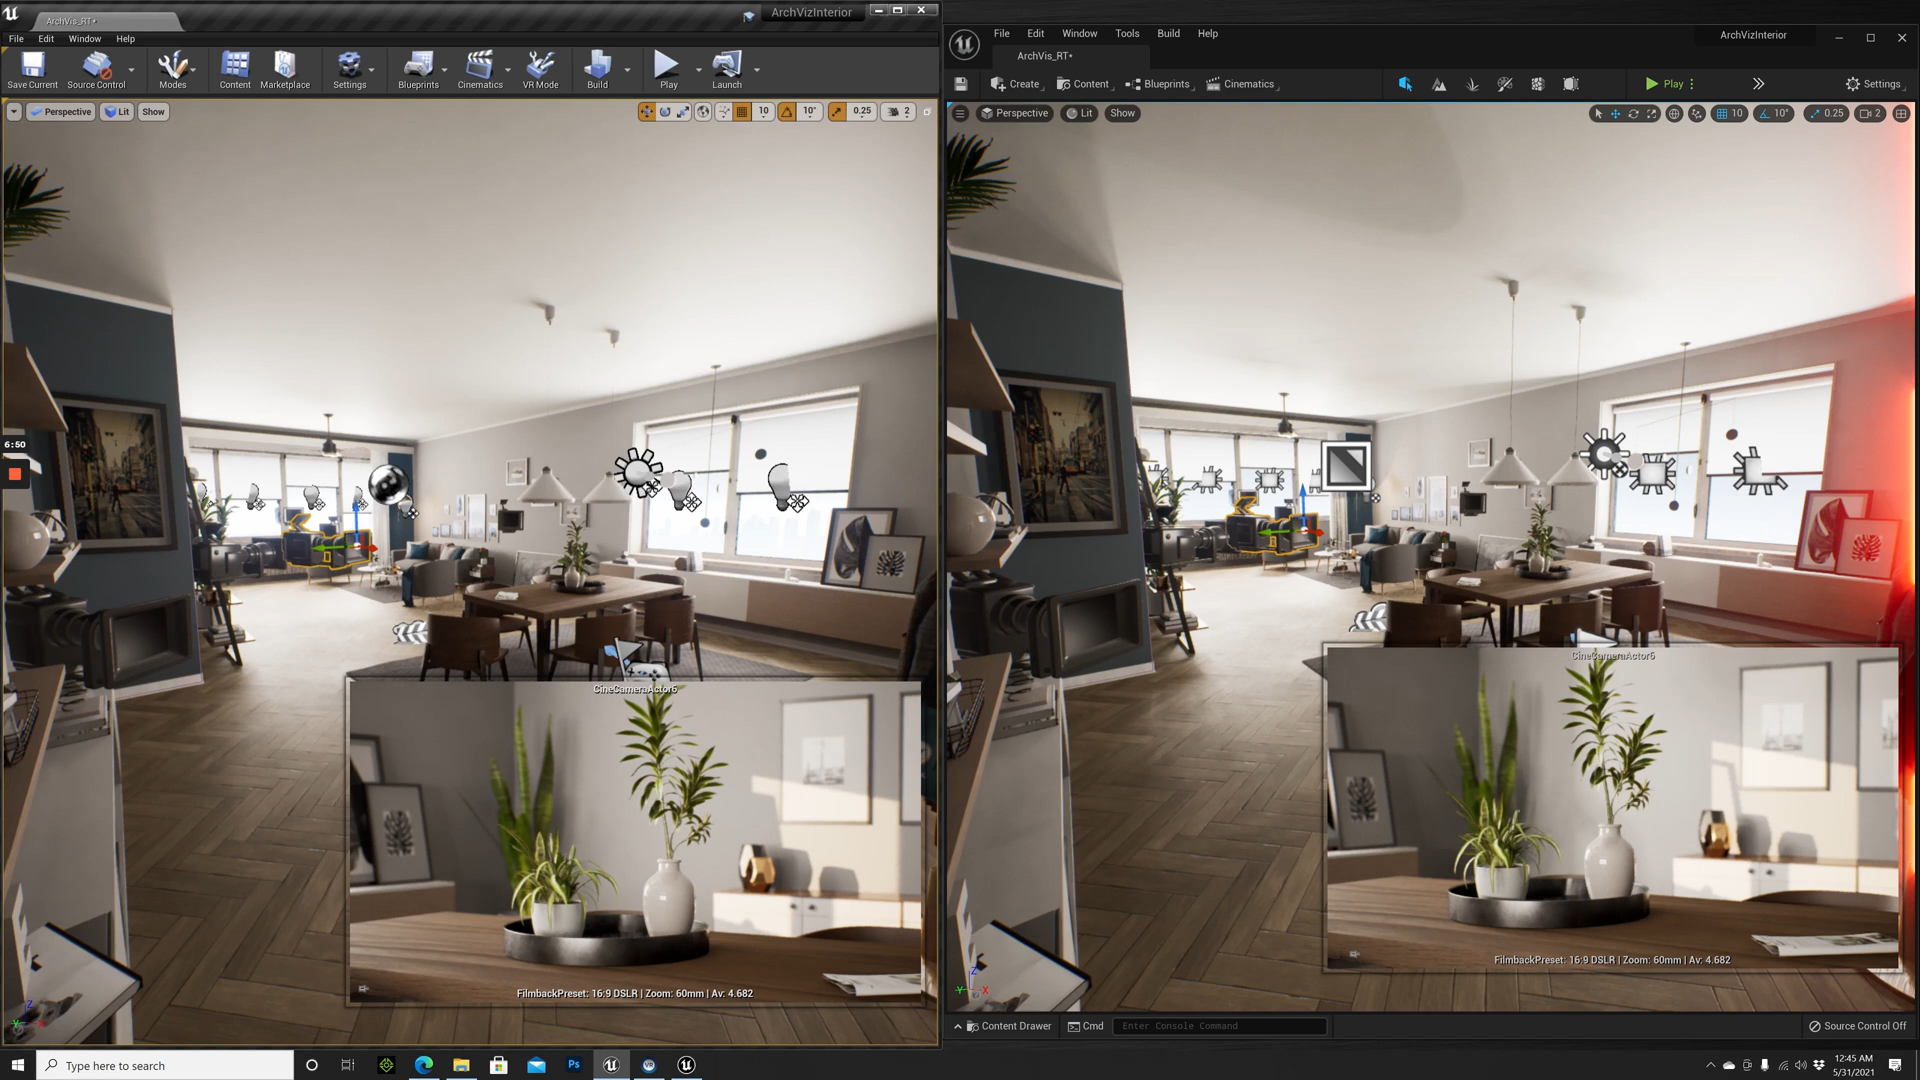 ArchVis_RT*
ArchVizInterior
File Edit Window Help
Save Current Source Control Modes Content Marketplace Settings Blueprints Cinematics VR Mode Build Play Launch
Perspective Lit Show 10 10° 0.25 2
6:50
CineCameraActor6
FilmbackPreset: 16:9 DSLR | Zoom: 60mm | Av: 4.682
Z
Y
X
File Edit Window Tools Build Help
ArchVizInterior
ArchVis_RT*
Create Content Blueprints Cinematics Play Settings
Perspective Lit Show 10 10° 0.25 2
CineCameraActor6
FilmbackPreset: 16:9 DSLR | Zoom: 60mm | Av: 4.682
Z
Y X
Content Drawer Cmd Enter Console Command Source Control Off
Type here to search
Ps
VR
12:45 AM
5/31/2021